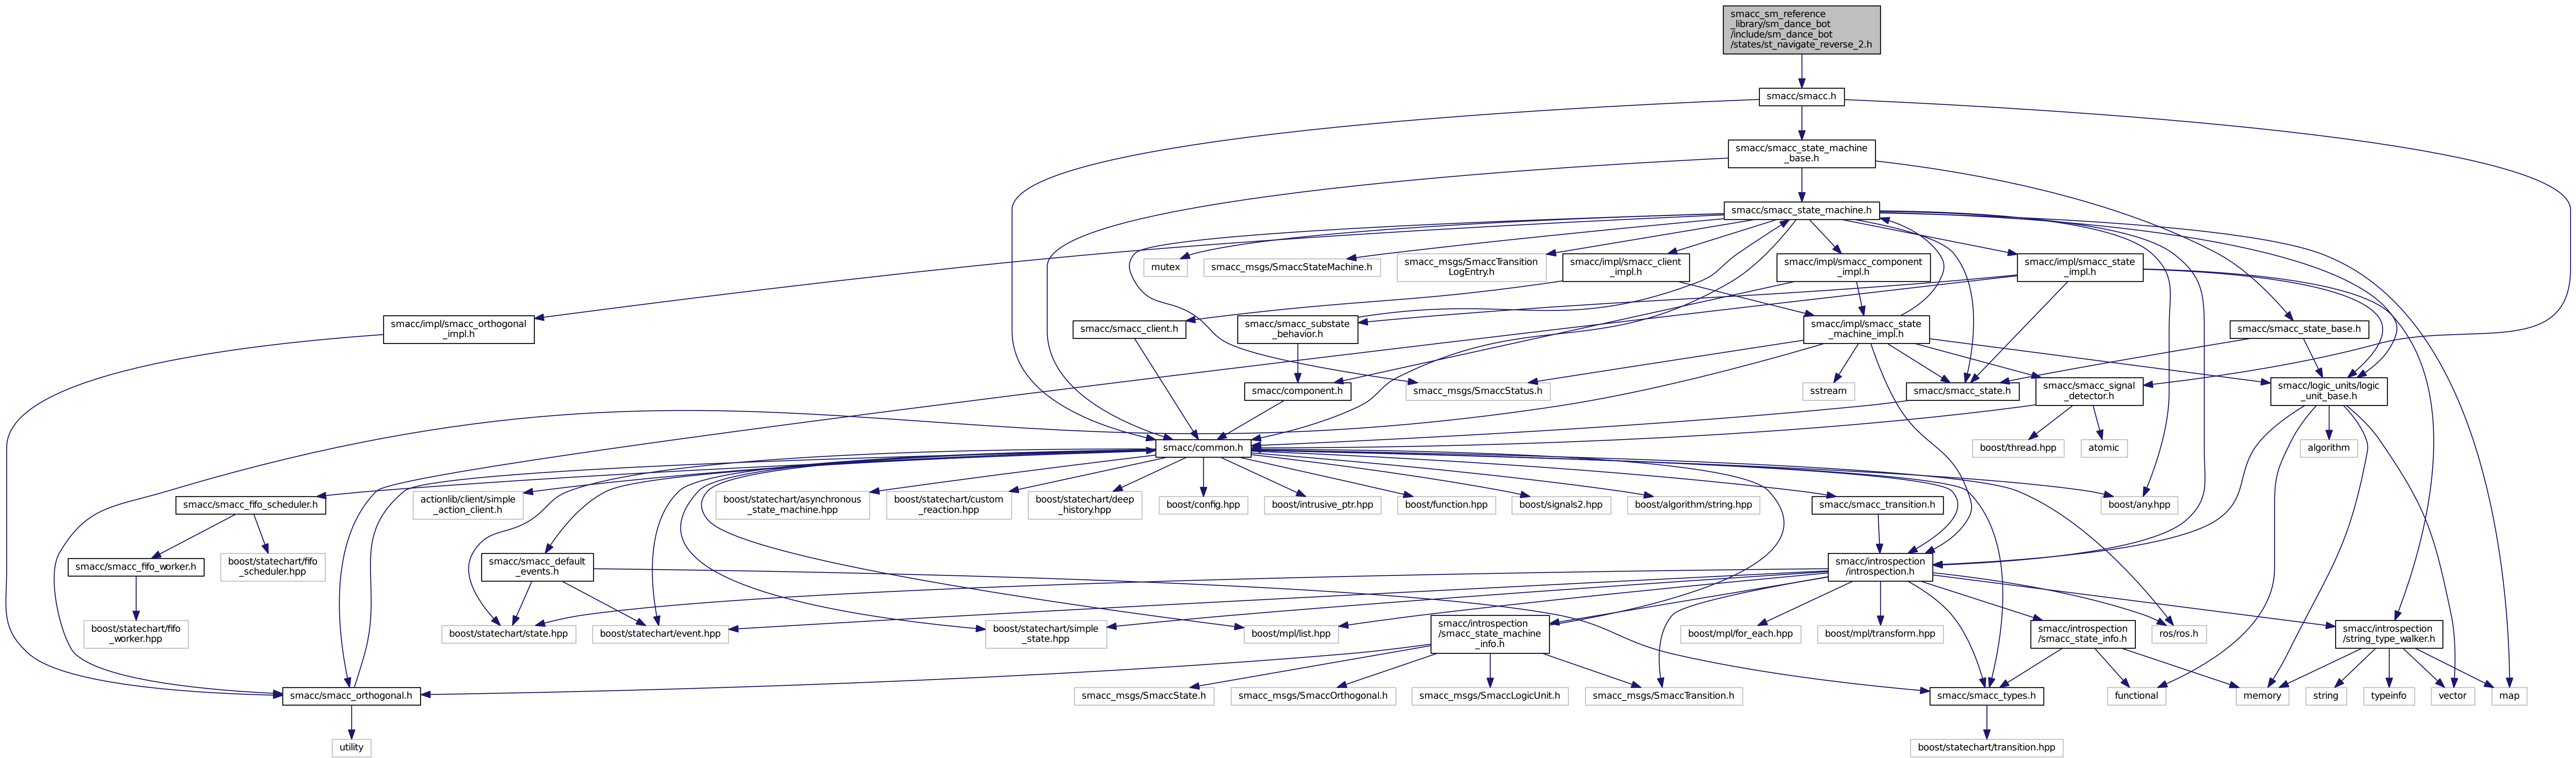 smacc_sm_reference
_library/sm_dance_bot
/include/sm_dance_bot
/states/st_navigate_reverse_2.h
smacc/smacc.h
smacc/smacc_state_machine
_base.h
smacc/smacc_state_machine.h
mutex
smacc_msgs/SmaccStateMachine.h
smacc_msgs/SmaccTransition
LogEntry.h
smacc/impl/smacc_client
_impl.h
smacc/impl/smacc_component
_impl.h
smacc/impl/smacc_state
_impl.h
smacc/impl/smacc_orthogonal
_impl.h
smacc/smacc_client.h
smacc/smacc_substate
_behavior.h
smacc/impl/smacc_state
_machine_impl.h
smacc/smacc_state_base.h
smacc/component.h
smacc_msgs/SmaccStatus.h
sstream
smacc/smacc_state.h
smacc/smacc_signal
_detector.h
smacc/logic_units/logic
_unit_base.h
smacc/common.h
boost/thread.hpp
atomic
algorithm
smacc/smacc_fifo_scheduler.h
actionlib/client/simple
_action_client.h
boost/statechart/asynchronous
_state_machine.hpp
boost/statechart/custom
_reaction.hpp
boost/statechart/deep
_history.hpp
boost/config.hpp
boost/intrusive_ptr.hpp
boost/function.hpp
boost/signals2.hpp
boost/algorithm/string.hpp
smacc/smacc_transition.h
boost/any.hpp
smacc/smacc_fifo_worker.h
boost/statechart/fifo
_scheduler.hpp
smacc/smacc_default
_events.h
smacc/introspection
/introspection.h
boost/statechart/fifo
_worker.hpp
boost/statechart/state.hpp
boost/statechart/event.hpp
boost/statechart/simple
_state.hpp
boost/mpl/list.hpp
smacc/introspection
/smacc_state_machine
_info.h
boost/mpl/for_each.hpp
boost/mpl/transform.hpp
smacc/introspection
/smacc_state_info.h
ros/ros.h
smacc/introspection
/string_type_walker.h
smacc/smacc_orthogonal.h
smacc_msgs/SmaccState.h
smacc_msgs/SmaccOrthogonal.h
smacc_msgs/SmaccLogicUnit.h
smacc_msgs/SmaccTransition.h
smacc/smacc_types.h
functional
memory
string
typeinfo
vector
map
utility
boost/statechart/transition.hpp